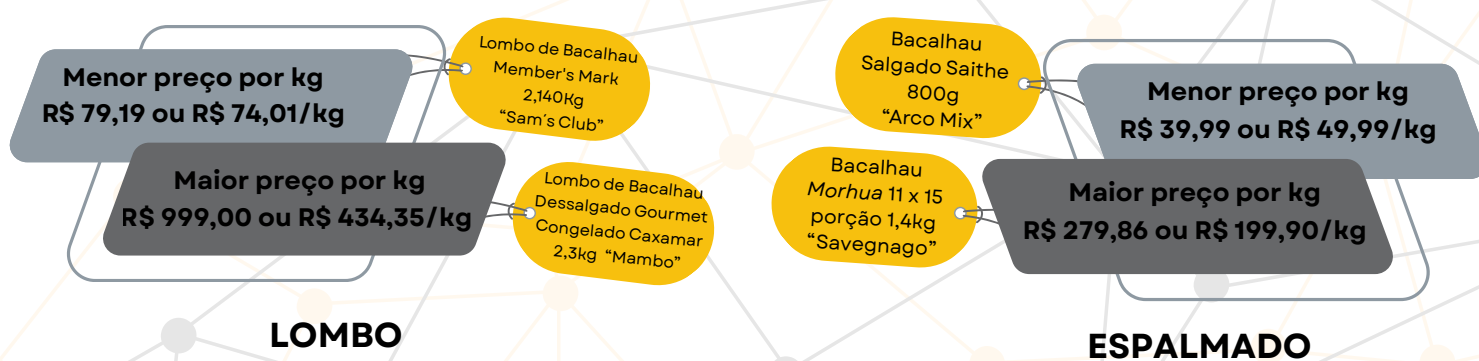 Menor preço por kg
R$ 79,19 ou R$ 74,01/kg
Lombo de Bacalhau
Member's Mark
2,140Kg
“Sam´s Club”
Maior preço por kg
R$ 999,00 ou R$ 434,35/kg
Lombo de Bacalhau
Dessalgado Gourmet
Congelado Caxamar
2,3kg “Mambo”
LOMBO
Bacalhau
Salgado Saithe
800g
“Arco Mix”
Menor preço por kg
R$ 39,99 ou R$ 49,99/kg
Bacalhau
Morhua 11 x 15
porção 1,4kg
“Savegnago”
Maior preço por kg
R$ 279,86 ou R$ 199,90/kg
ESPALMADO